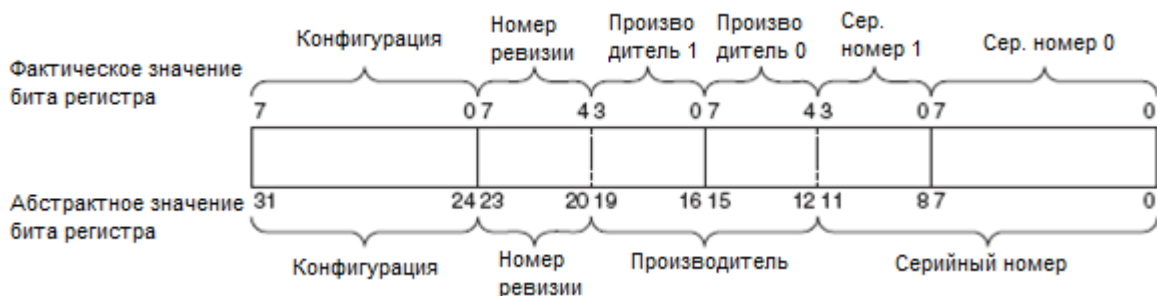 Конфигурация
Номер
ревизии
Произво
дитель 1
Произво
дитель 0
Сер.
номер 1
Сер. номер 0
Фактическое значение
бита регистра
7 0 7 4 3 0 7 4 3 0 7 0
31 24 23 20 19 16 15 12 11 8 7 0
Абстрактное значение
бита регистра
Конфигурация
Номер
ревизии
Производитель
Серийный номер